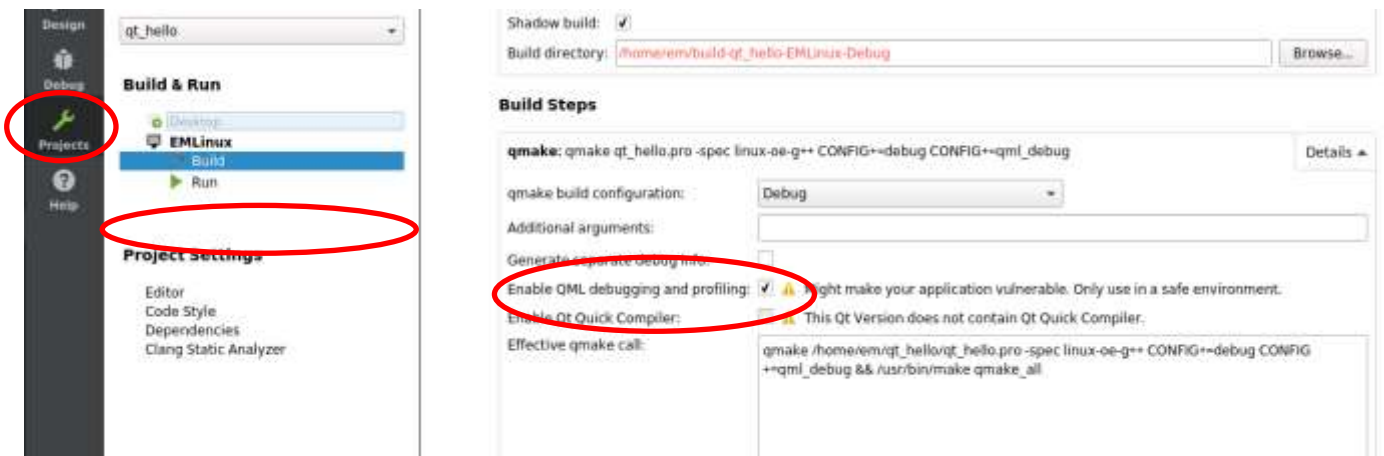 Design
Debug
Projects
Help
qt_hello
Build & Run
Desktop
EMLinux
Build
Run
Project Settings
Editor
Code Style
Dependencies
Clang Static Analyzer
Shadow build:
Build directory: /home/em/build-qt_hello-EMLinux-Debug Browse...
Build Steps
qmake: qmake qt_hello.pro -spec linux-oe-g++ CONFIG+=debug CONFIG+=qml_debug Details
qmake build configuration: Debug
Additional arguments:
Generate separate debug info:
Enable QML debugging and profiling: Might make your application vulnerable. Only use in a safe environment.
Enable Qt Quick Compiler: This Qt Version does not contain Qt Quick Compiler.
Effective qmake call: qmake /home/em/qt_hello/qt_hello.pro -spec linux-oe-g++ CONFIG+=debug CONFIG
+=qml_debug && /usr/bin/make qmake_all